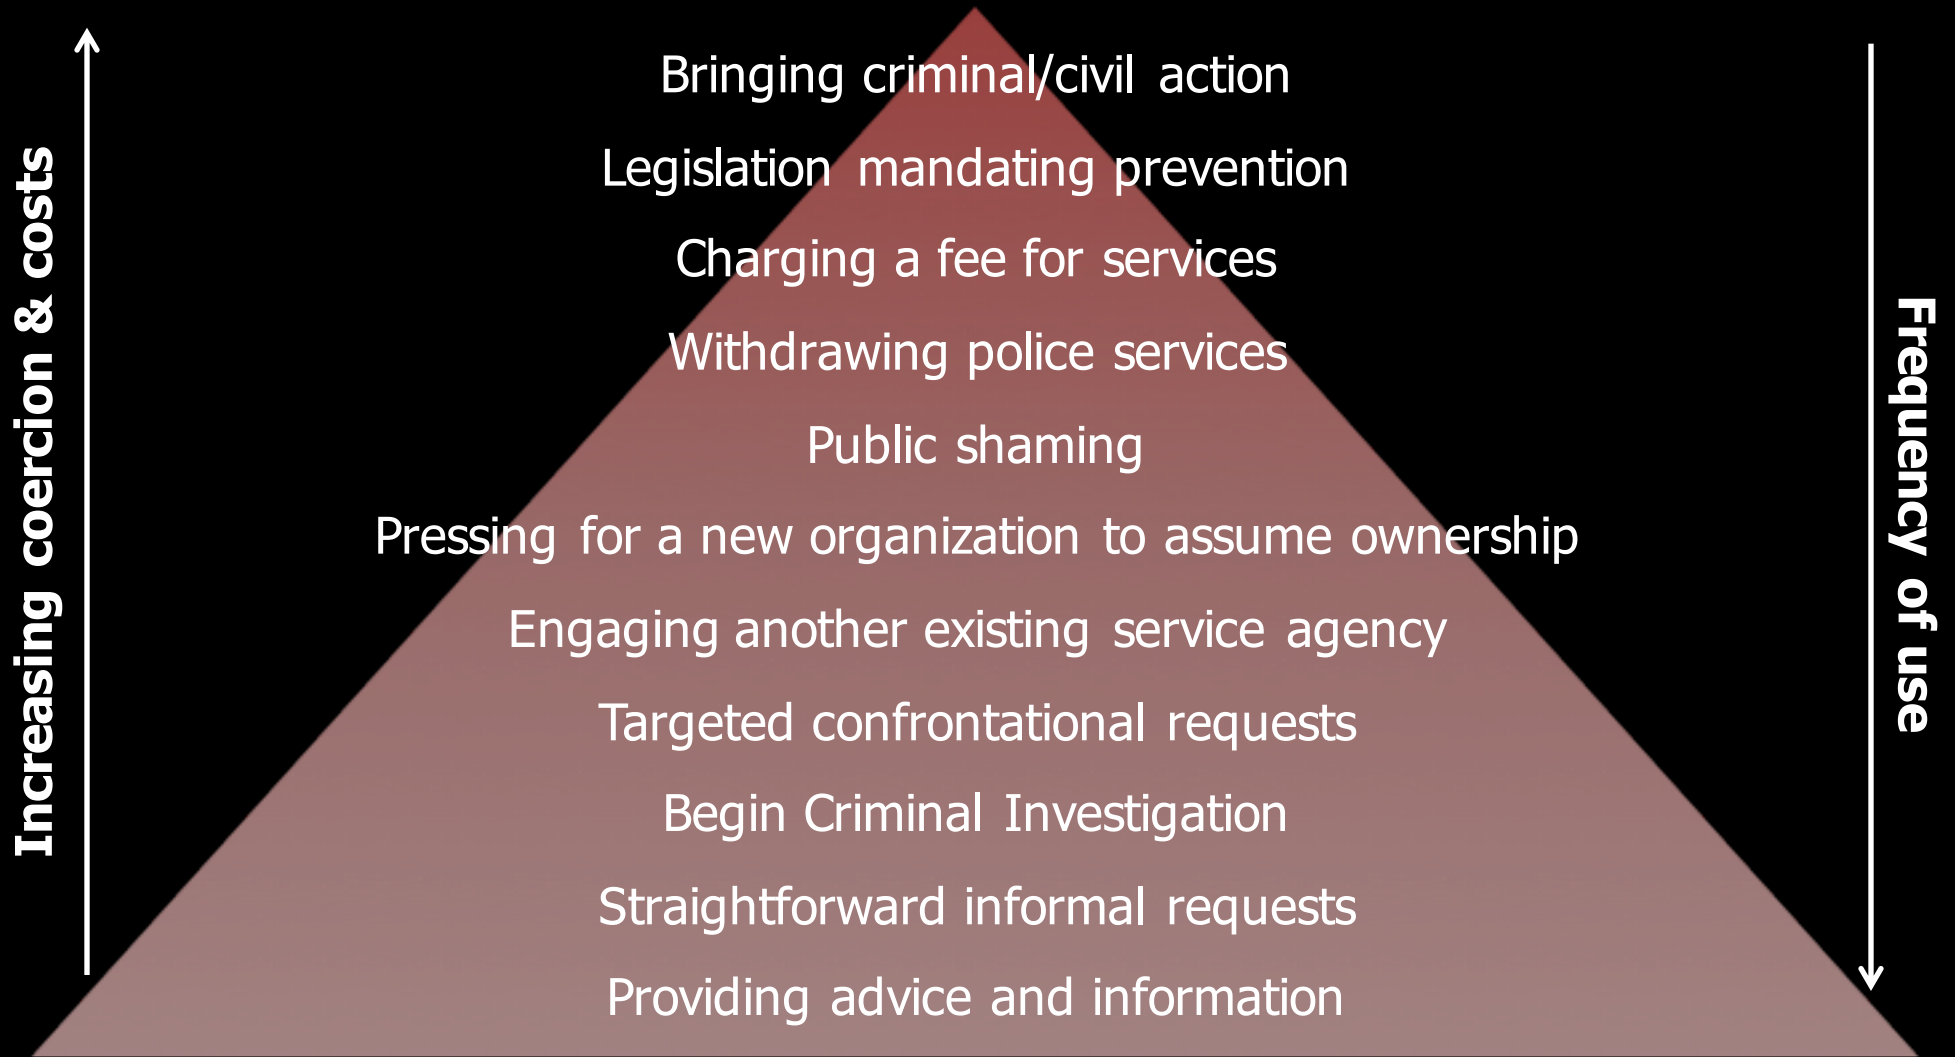 Increasing coercion & costs
Bringing criminal/civil action
Legislation mandating prevention
Charging a fee for services
Withdrawing police services
Public shaming
Pressing for a new organization to assume ownership
Engaging another existing service agency
Targeted confrontational requests
Begin Criminal Investigation
Straightforward informal requests
Providing advice and information
Frequency of use